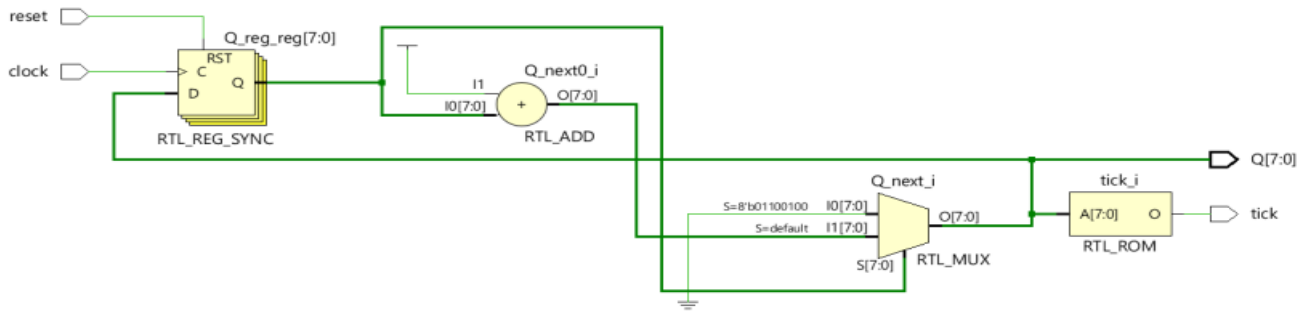 reset
Q_reg_reg[7:0]
RST
clock
C
Q
D
RTL_REG_SYNC
Q_next0_i
I1
O[7:0]
I0[7:0]
+
RTL_ADD
Q[7:0]
Q_next_i
tick_i
S=8'b01100100
I0[7:0]
O[7:0]
A[7:0]
O
tick
S=default
I1[7:0]
RTL_ROM
S[7:0]
RTL_MUX